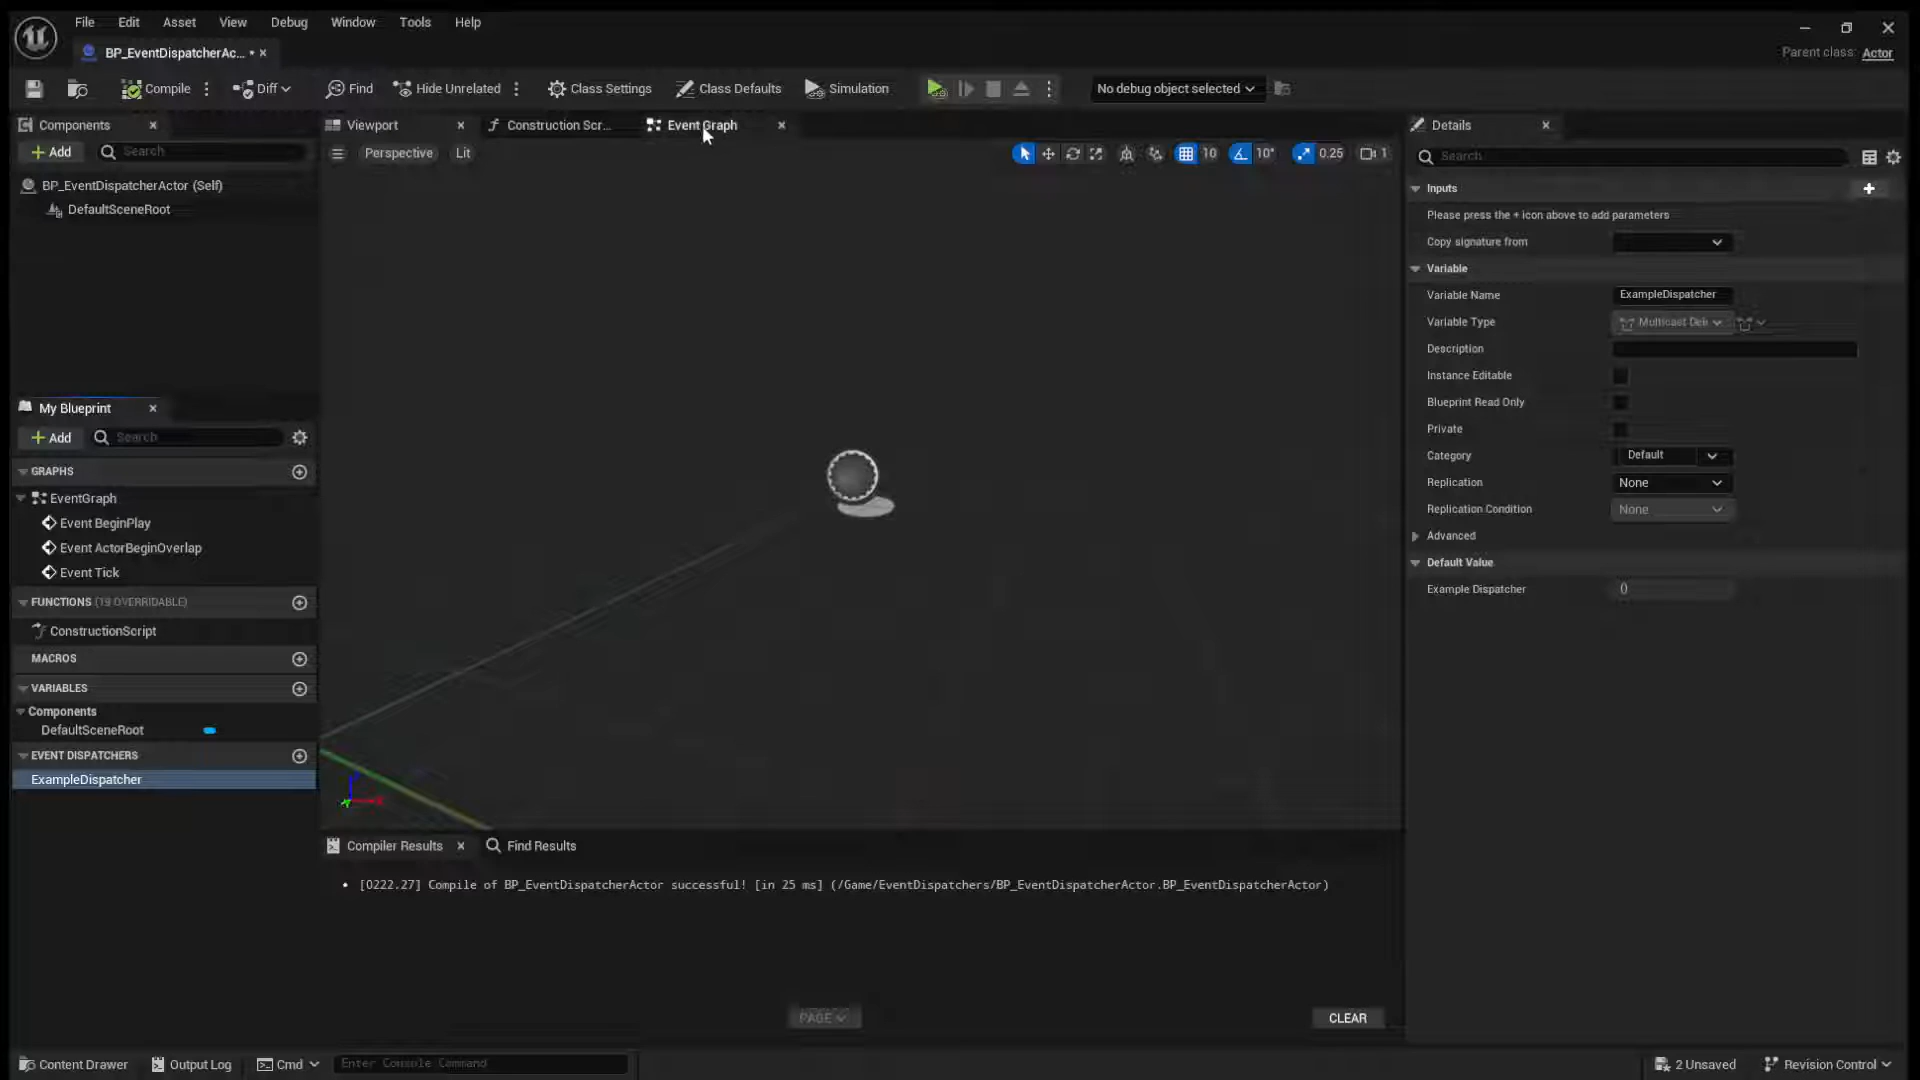 File Edit Asset View Debug Window Tools Help
BP_EventDispatcherAc... •
Parent class: Actor
Compile Diff Find Hide Unrelated Class Settings Class Defaults Simulation No debug object selected
Components
Add Search
BP_EventDispatcherActor (Self)
DefaultSceneRoot
My Blueprint
Add Search
GRAPHS
EventGraph
Event BeginPlay
Event ActorBeginOverlap
Event Tick
FUNCTIONS (19 OVERRIDABLE)
ConstructionScript
MACROS
VARIABLES
Components
DefaultSceneRoot
EVENT DISPATCHERS
ExampleDispatcher
Viewport Construction Scr... Event Graph
Perspective Lit 10 10° 0.25 1
Compiler Results Find Results
• [0222.27] Compile of BP_EventDispatcherActor successful! [in 25 ms] (/Game/EventDispatchers/BP_EventDispatcherActor.BP_EventDispatcherActor)
PAGE CLEAR
Details
Search
Inputs
Please press the + icon above to add parameters
Copy signature from
Variable
Variable Name ExampleDispatcher
Variable Type Multicast Del
Description
Instance Editable
Blueprint Read Only
Private
Category Default
Replication None
Replication Condition None
Advanced
Default Value
Example Dispatcher ()
Content Drawer Output Log Cmd Enter Console Command 2 Unsaved Revision Control